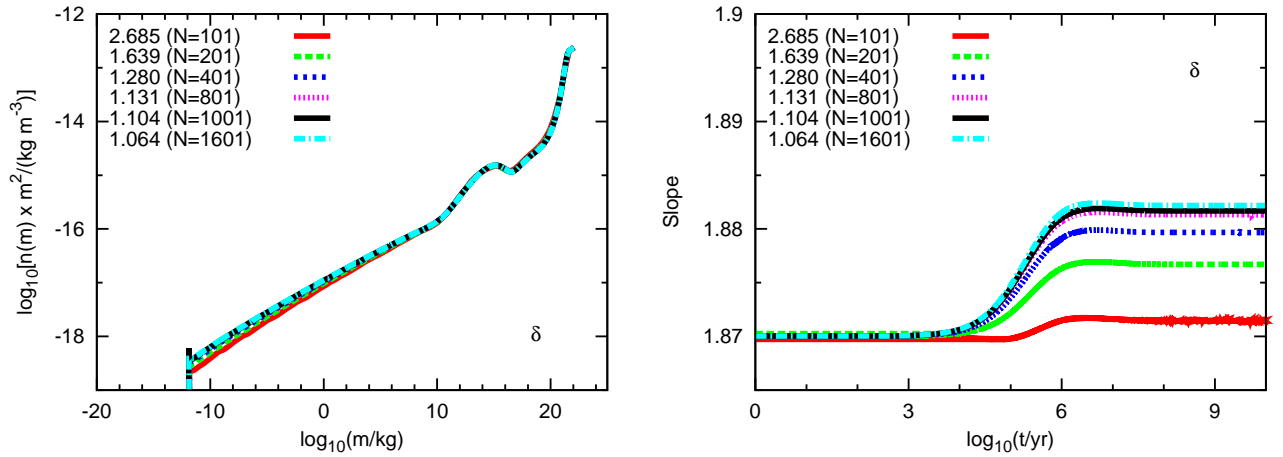 -12
-14
-16
-18
log₁₀[n(m) x m²/(kg m⁻³)]
2.685 (N=101)
1.639 (N=201)
1.280 (N=401)
1.131 (N=801)
1.104 (N=1001)
1.064 (N=1601)
δ
-20 -10 0 10 20
log₁₀(m/kg)
1.9
1.89
1.88
1.87
Slope
2.685 (N=101)
1.639 (N=201)
1.280 (N=401)
1.131 (N=801)
1.104 (N=1001)
1.064 (N=1601)
δ
0 3 6 9
log₁₀(t/yr)